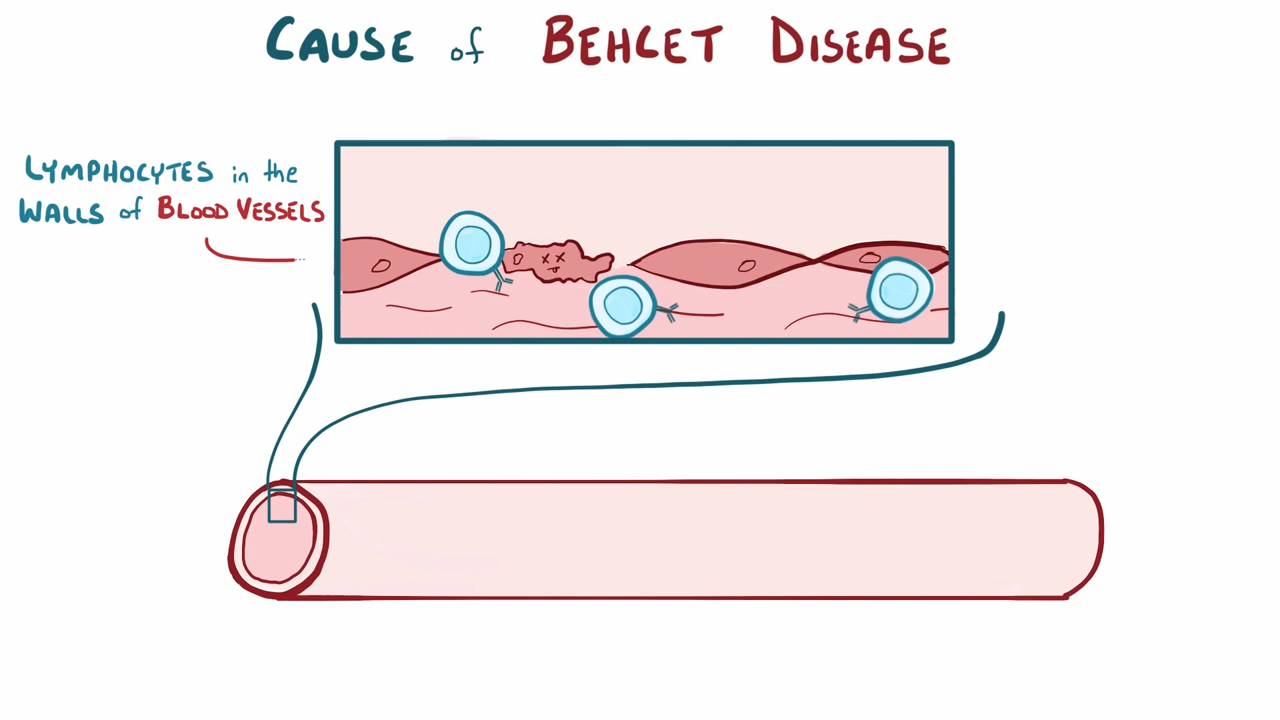 CAUSE of BEHCET DISEASE
LYMPHOCYTES in the
WALLS of BLOOD VESSELS